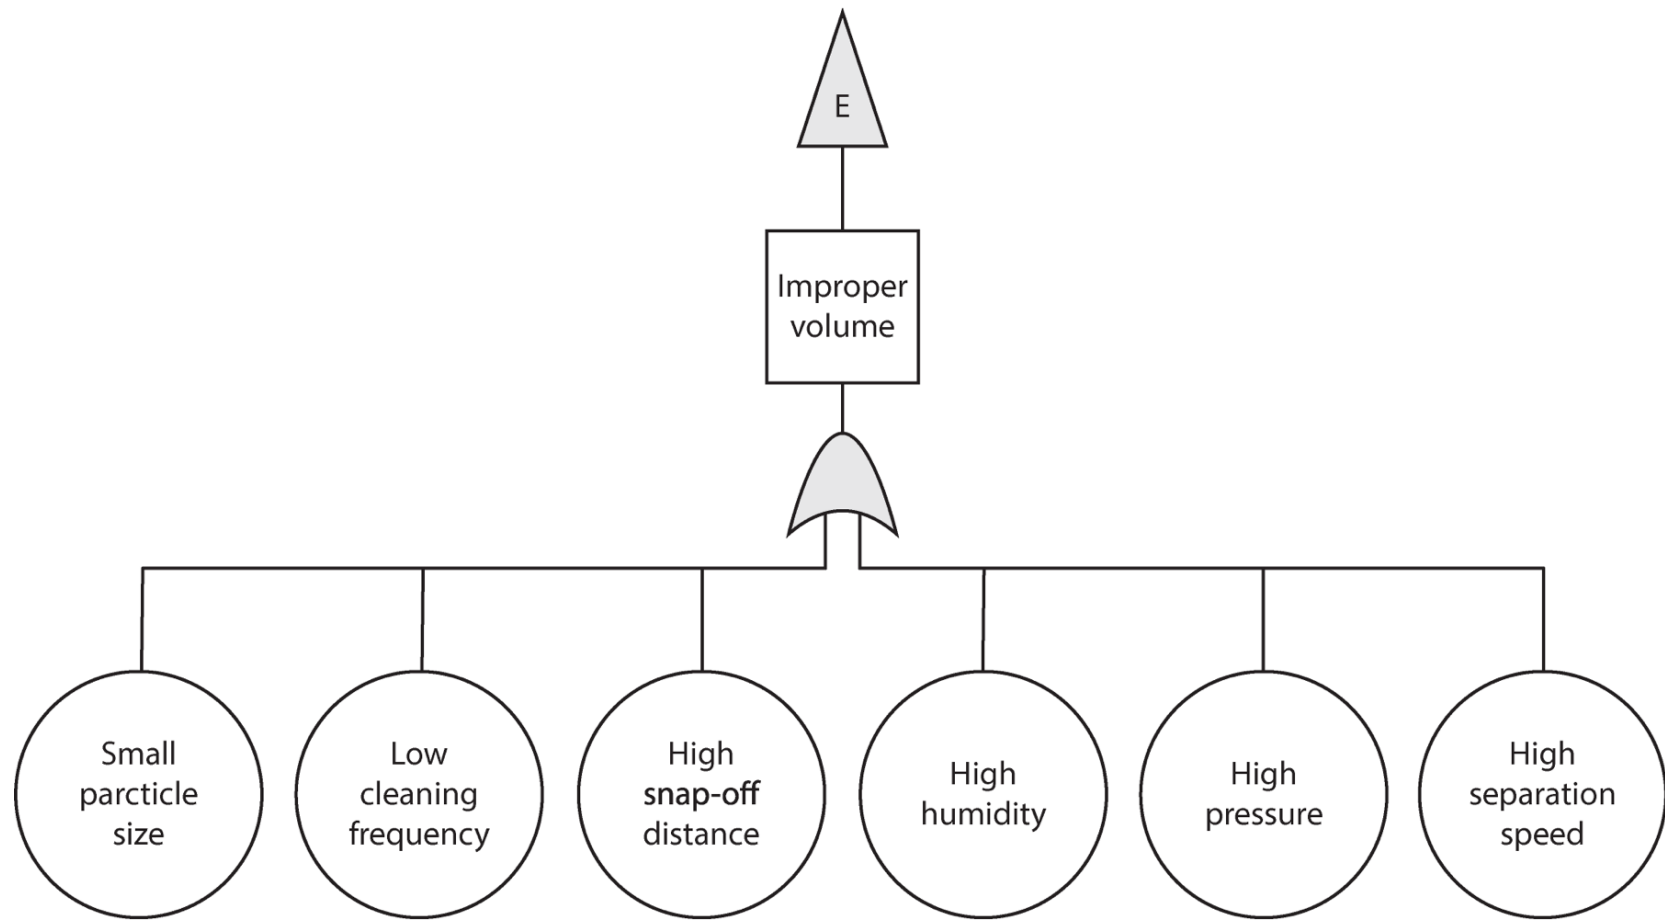 E
Improper
volume
Small
parcticle
size
Low
cleaning
frequency
High
snap-off
distance
High
humidity
High
pressure
High
separation
speed